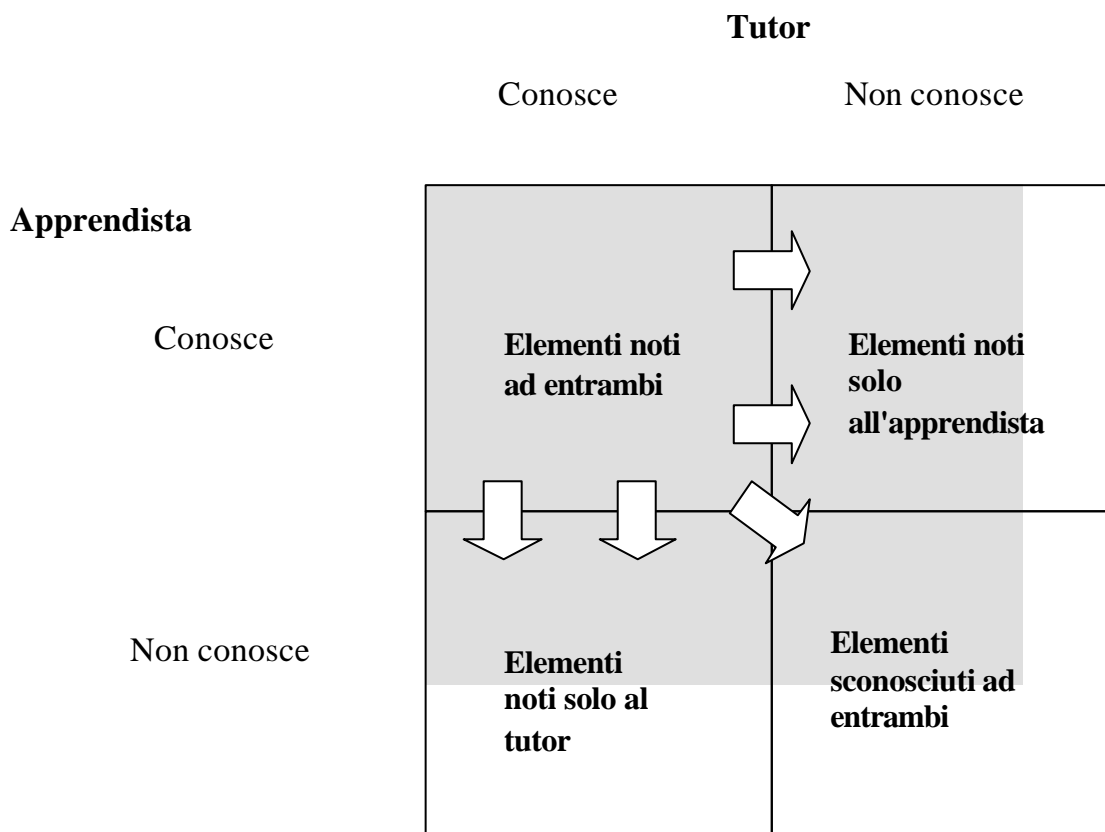 Tutor
Conosce
Non conosce
Apprendista
Conosce
Elementi noti
ad entrambi
Elementi noti
solo
all'apprendista
Non conosce
Elementi
noti solo al
tutor
Elementi
sconosciuti ad
entrambi